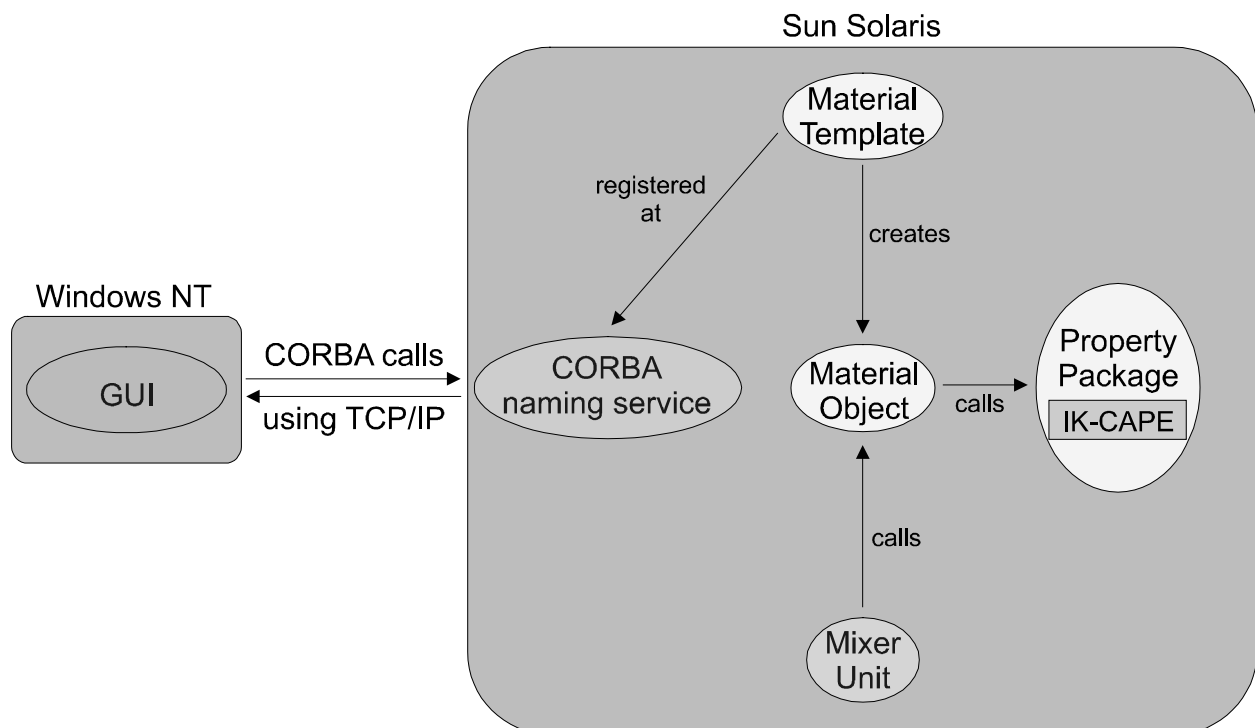 Sun Solaris
Material
Template
registered
at
creates
Windows NT
GUI
CORBA calls
using TCP/IP
CORBA
naming service
Material
Object
calls
Property
Package
IK-CAPE
calls
Mixer
Unit